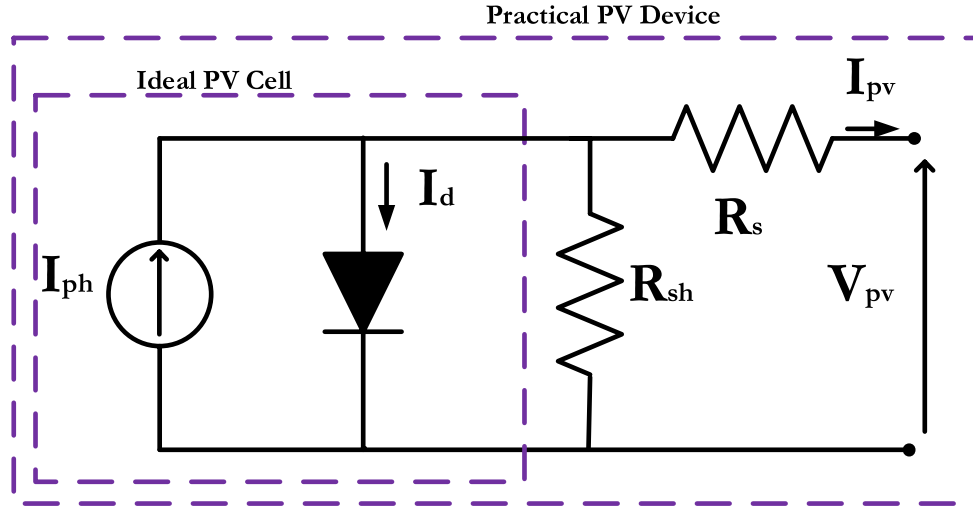 Practical PV Device
Ideal PV Cell
Ipv
Id
Rs
Iph
Rsh
Vpv